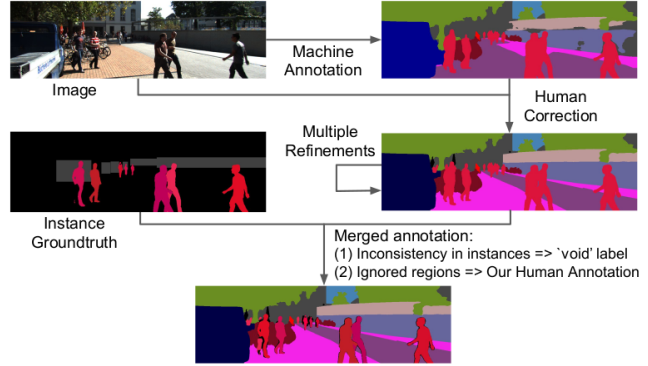 Image
Machine
Annotation
Human
Correction
Multiple
Refinements
Instance
Groundtruth
Merged annotation:
(1) Inconsistency in instances => `void' label
(2) Ignored regions => Our Human Annotation